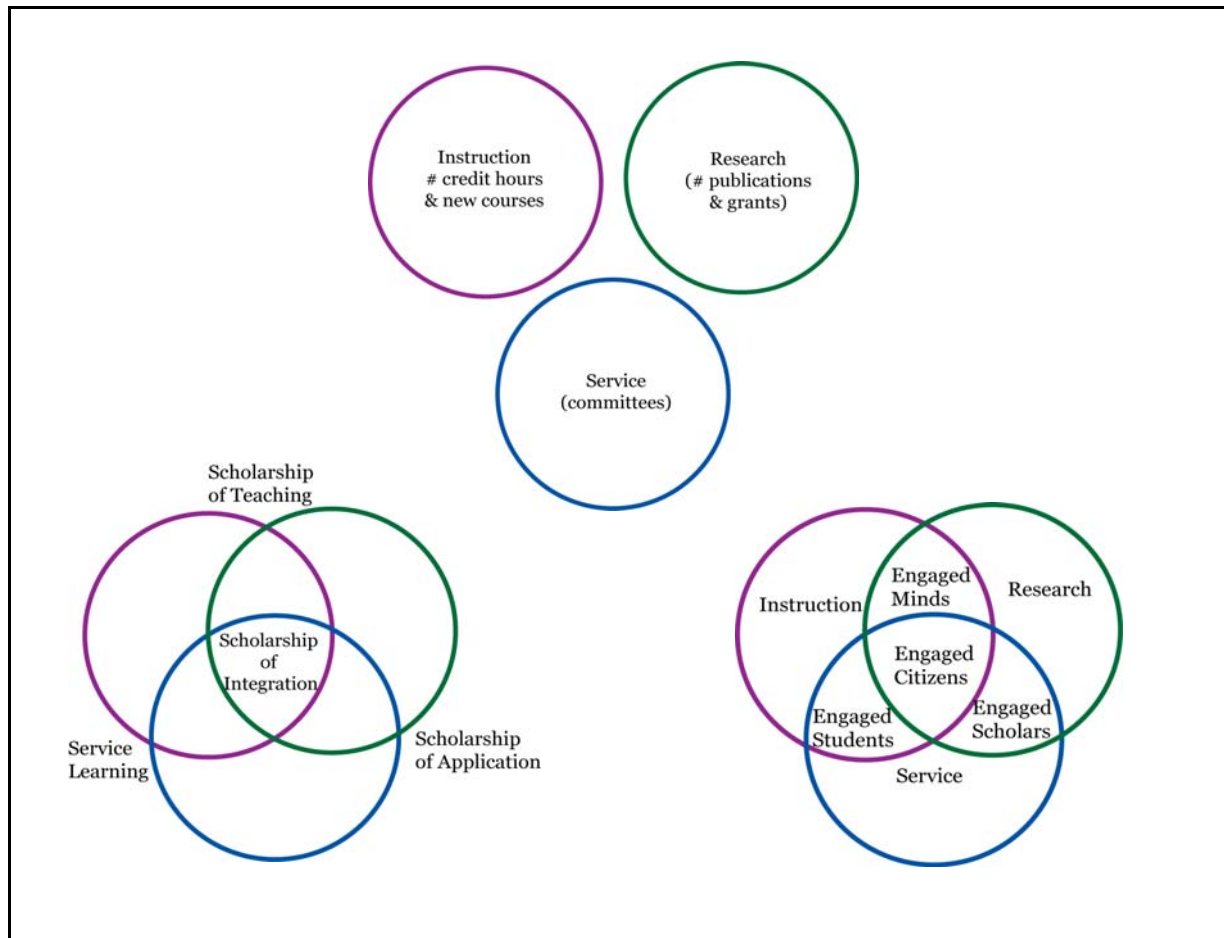 Instruction
# credit hours
& new courses
Research
(# publications
& grants)
Service
(committees)
Scholarship
of Teaching
Scholarship
of
Integration
Service
Learning
Scholarship
of Application
Instruction
Engaged
Minds
Research
Engaged
Citizens
Engaged
Students
Engaged
Scholars
Service